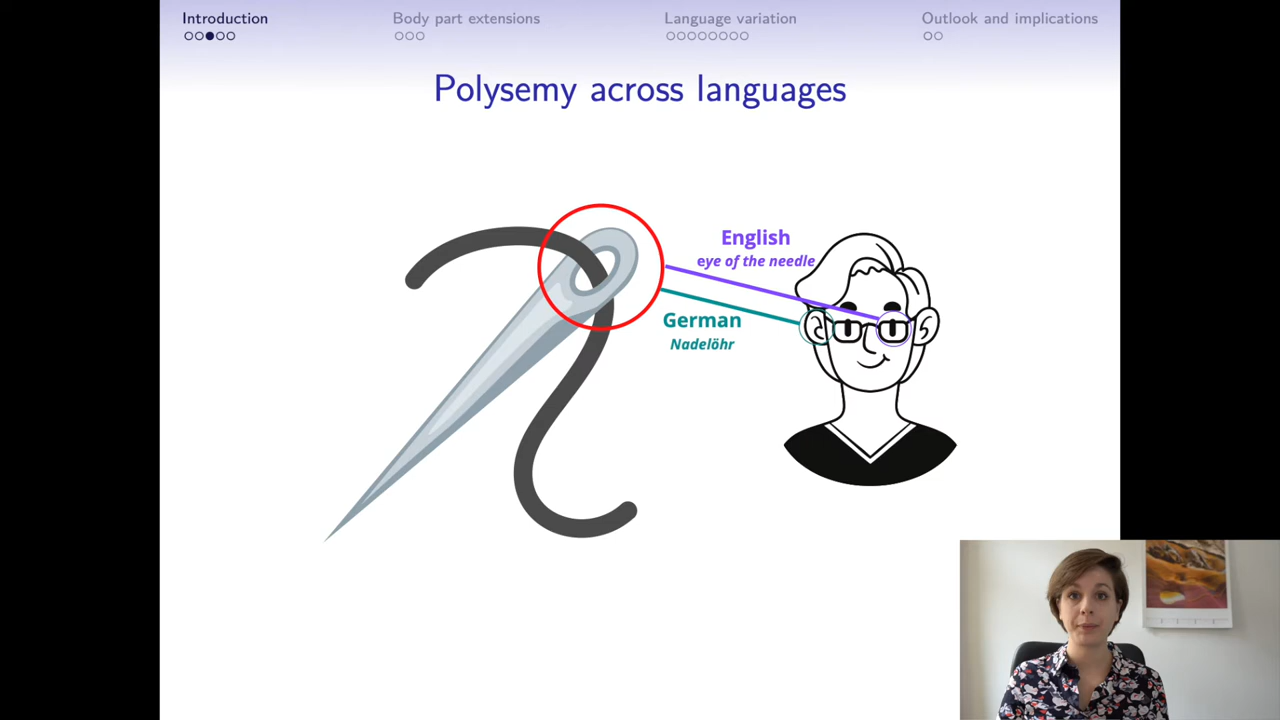 Introduction
Body part extensions
Language variation
Outlook and implications
Polysemy across languages
English
eye of the needle
German
Nadelöhr